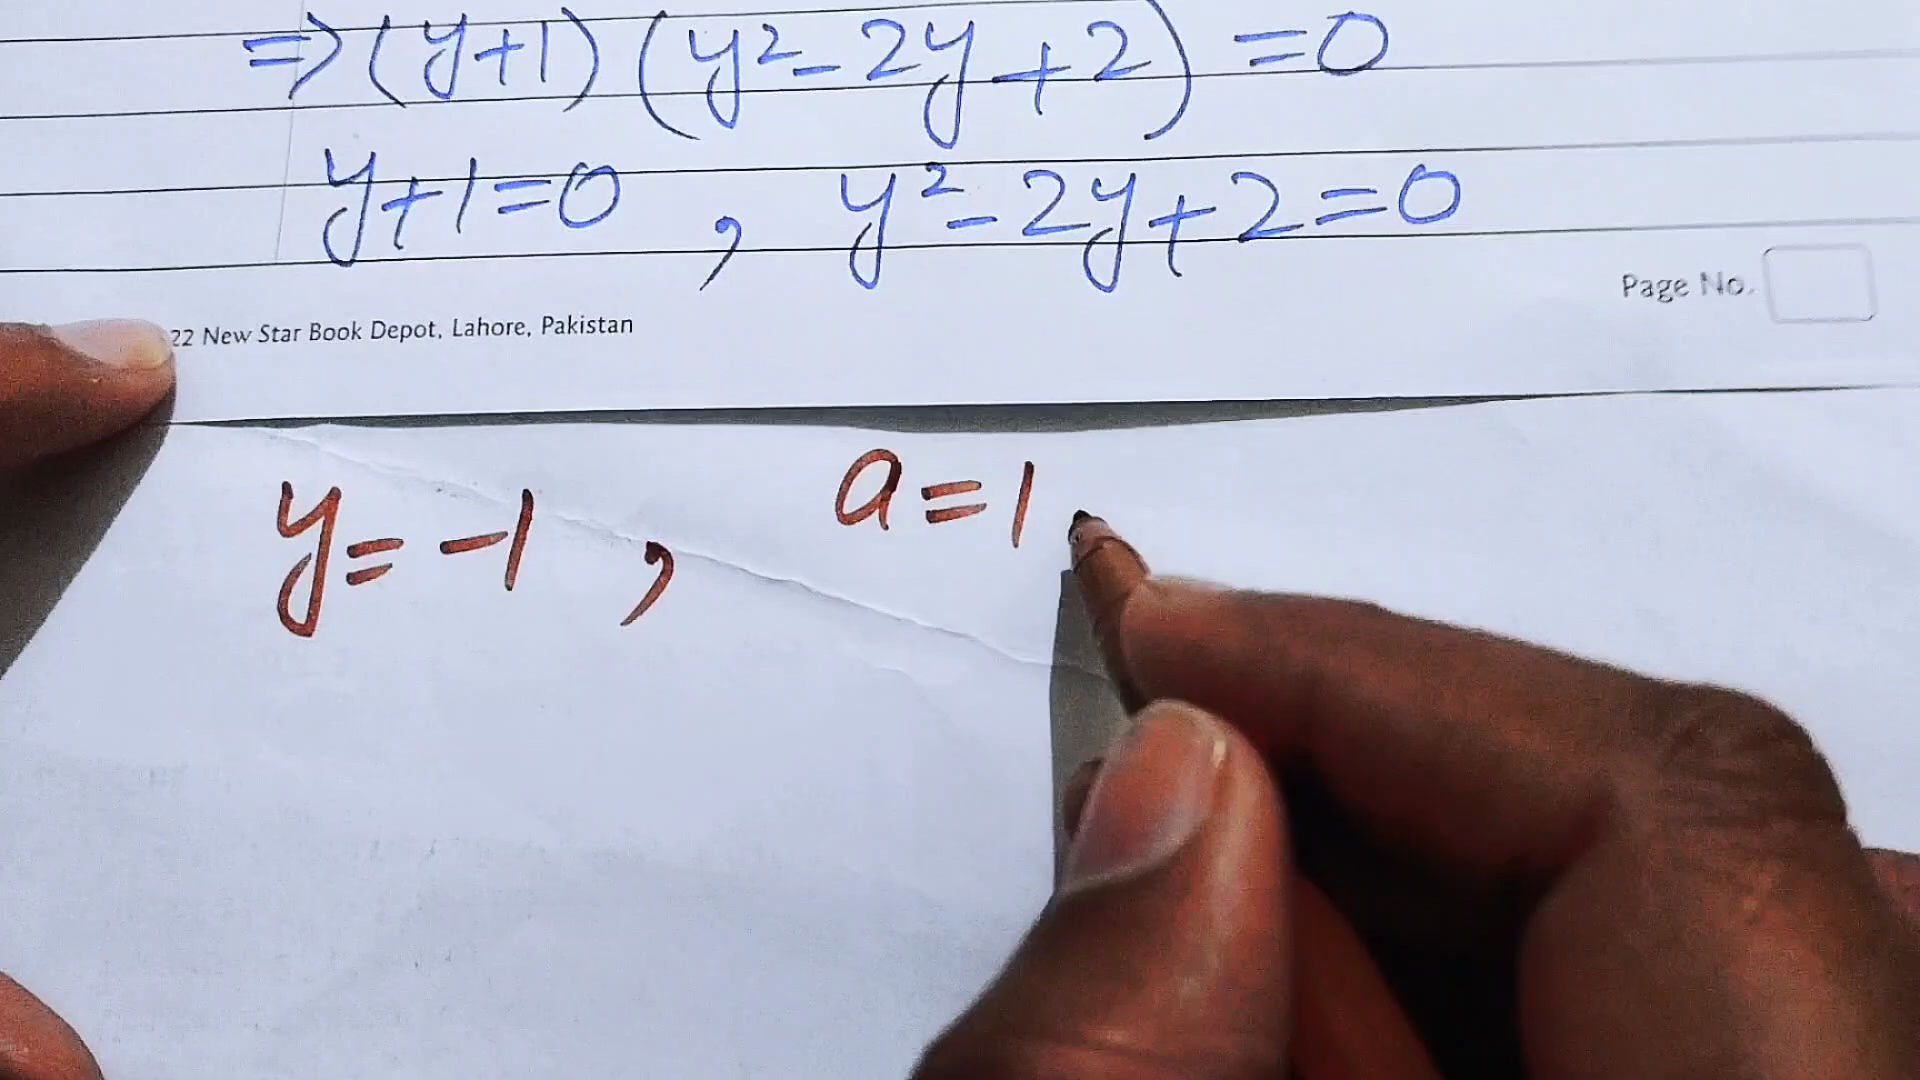 => (y+1) (y²-2y+2) = 0
y+1=0 , y²-2y+2=0
Page No.
22 New Star Book Depot, Lahore, Pakistan
y = -1 , a = 1